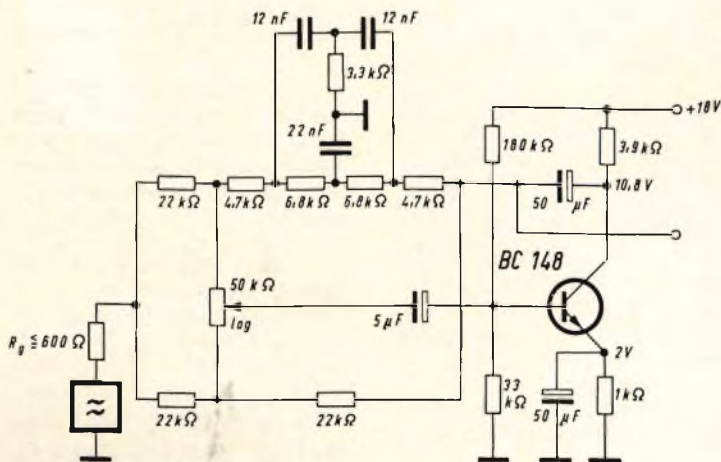 12 nF
12 nF
3,3 kΩ
22 nF
+18V
180 kΩ
3,9 kΩ
22 kΩ
4,7 kΩ
6,8 kΩ
6,8 kΩ
4,7 kΩ
50 µF
10,8 V
BC 148
50 kΩ
log
5 µF
R_g ≦ 600 Ω
≈
2V
22 kΩ
22 kΩ
33 kΩ
50 µF
1 kΩ